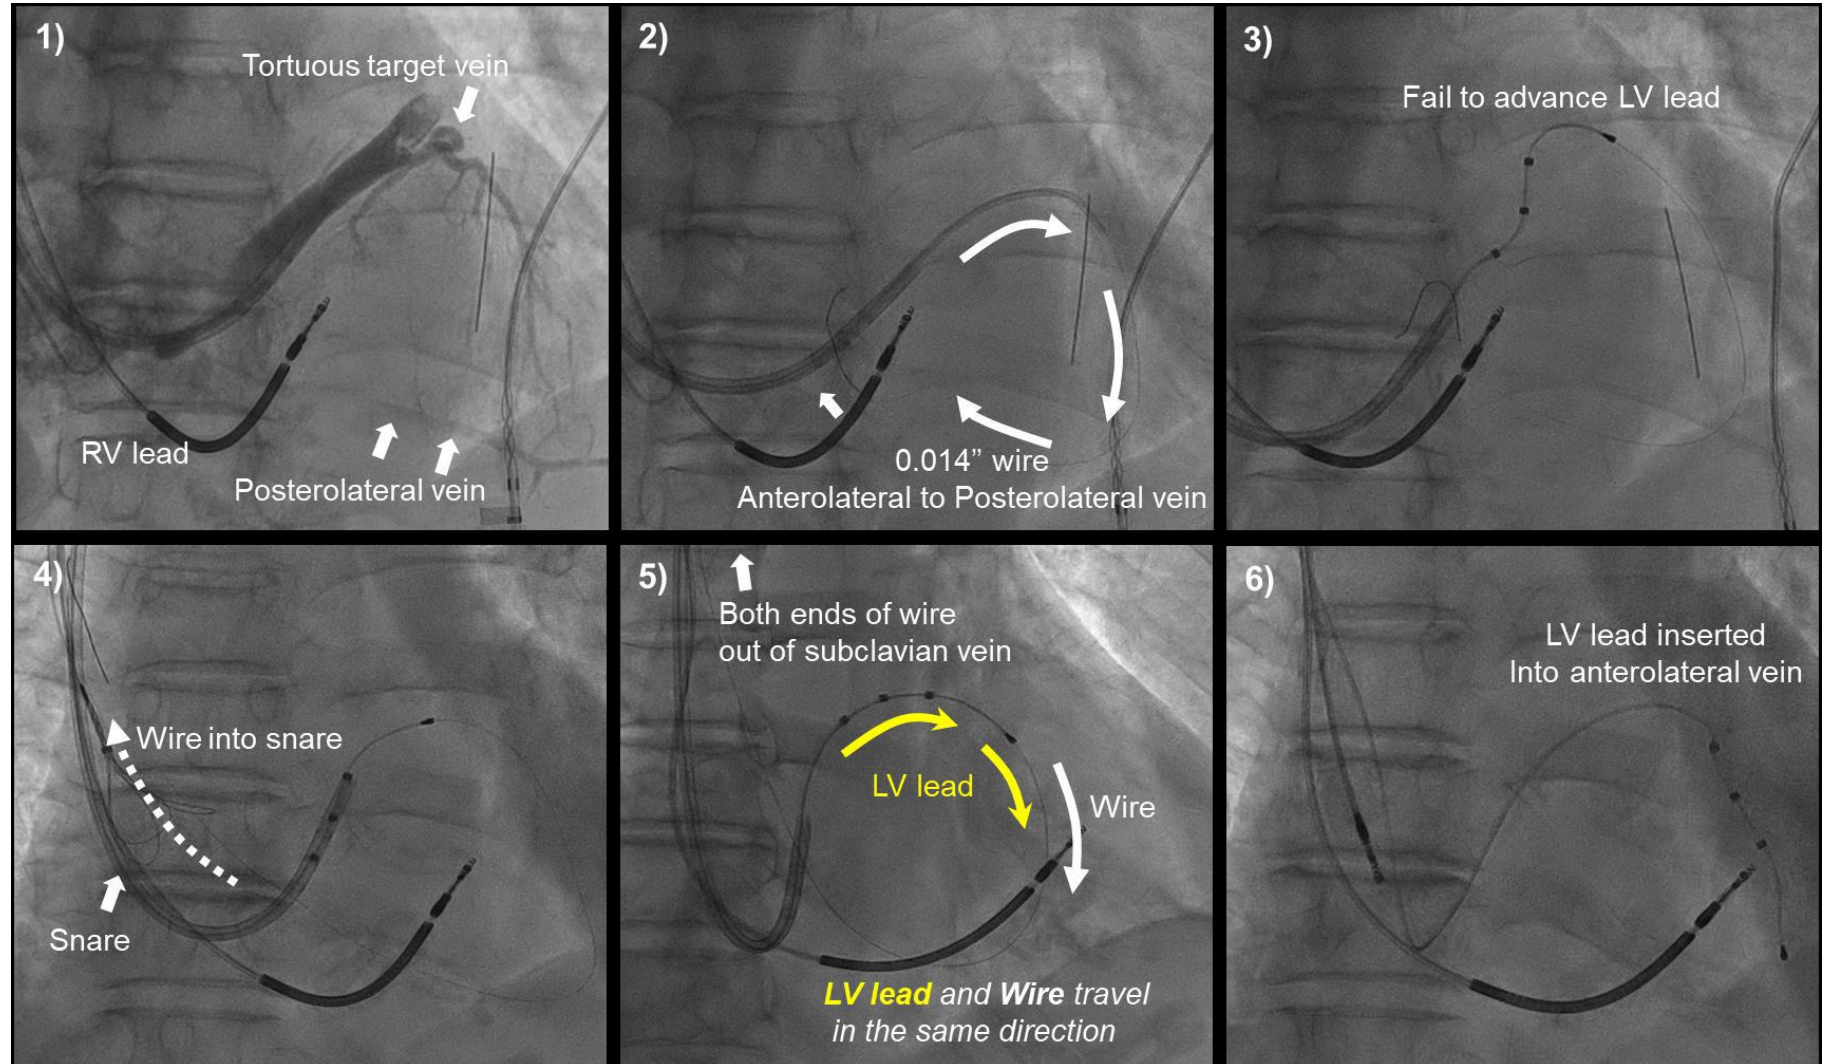 1)
Tortuous target vein
RV lead
Posterolateral vein
2)
0.014” wire
Anterolateral to Posterolateral vein
3)
Fail to advance LV lead
4)
Wire into snare
Snare
5)
Both ends of wire
out of subclavian vein
LV lead
Wire
LV lead and Wire travel
in the same direction
6)
LV lead inserted
Into anterolateral vein